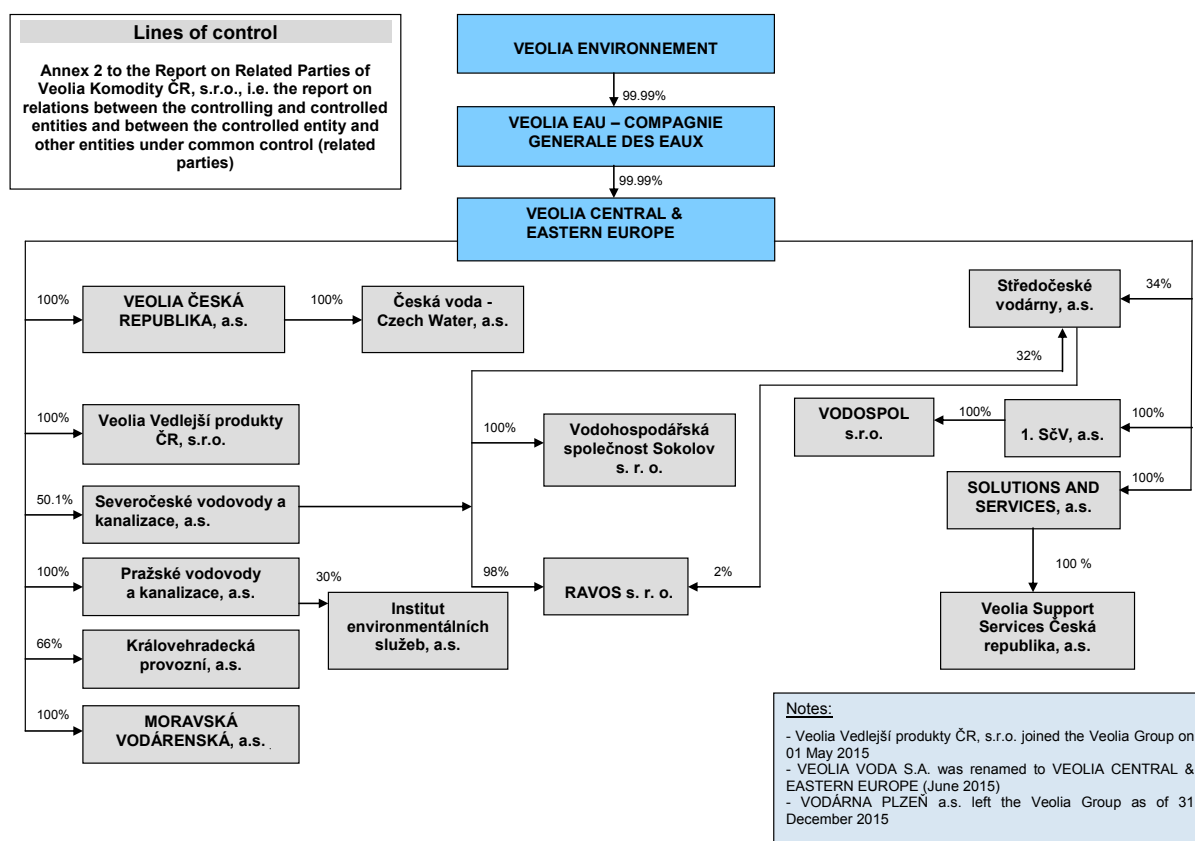 Lines of control
Annex 2 to the Report on Related Parties of
Veolia Komodity ČR, s.r.o., i.e. the report on
relations between the controlling and controlled
entities and between the controlled entity and
other entities under common control (related
parties)
VEOLIA ENVIRONNEMENT
99.99%
VEOLIA EAU – COMPAGNIE
GENERALE DES EAUX
99.99%
VEOLIA CENTRAL &
EASTERN EUROPE
100%
VEOLIA ČESKÁ
REPUBLIKA, a.s.
100%
Česká voda -
Czech Water, a.s.
Středočeské
vodárny, a.s.
34%
32%
100%
Veolia Vedlejší produkty
ČR, s.r.o.
100%
Vodohospodářská
společnost Sokolov
s. r. o.
VODOSPOL
s.r.o.
100%
1. SčV, a.s.
100%
50.1%
Severočeské vodovody a
kanalizace, a.s.
SOLUTIONS AND
SERVICES, a.s.
100%
100%
Pražské vodovody
a kanalizace, a.s.
30%
Institut
environmentálních
služeb, a.s.
98%
RAVOS s. r. o.
2%
100 %
Veolia Support
Services Česká
republika, a.s.
66%
Královehradecká
provozní, a.s.
100%
MORAVSKÁ
VODÁRENSKÁ, a.s.
Notes:
- Veolia Vedlejší produkty ČR, s.r.o. joined the Veolia Group on
01 May 2015
- VEOLIA VODA S.A. was renamed to VEOLIA CENTRAL &
EASTERN EUROPE (June 2015)
- VODÁRNA PLZEŇ a.s. left the Veolia Group as of 31
December 2015